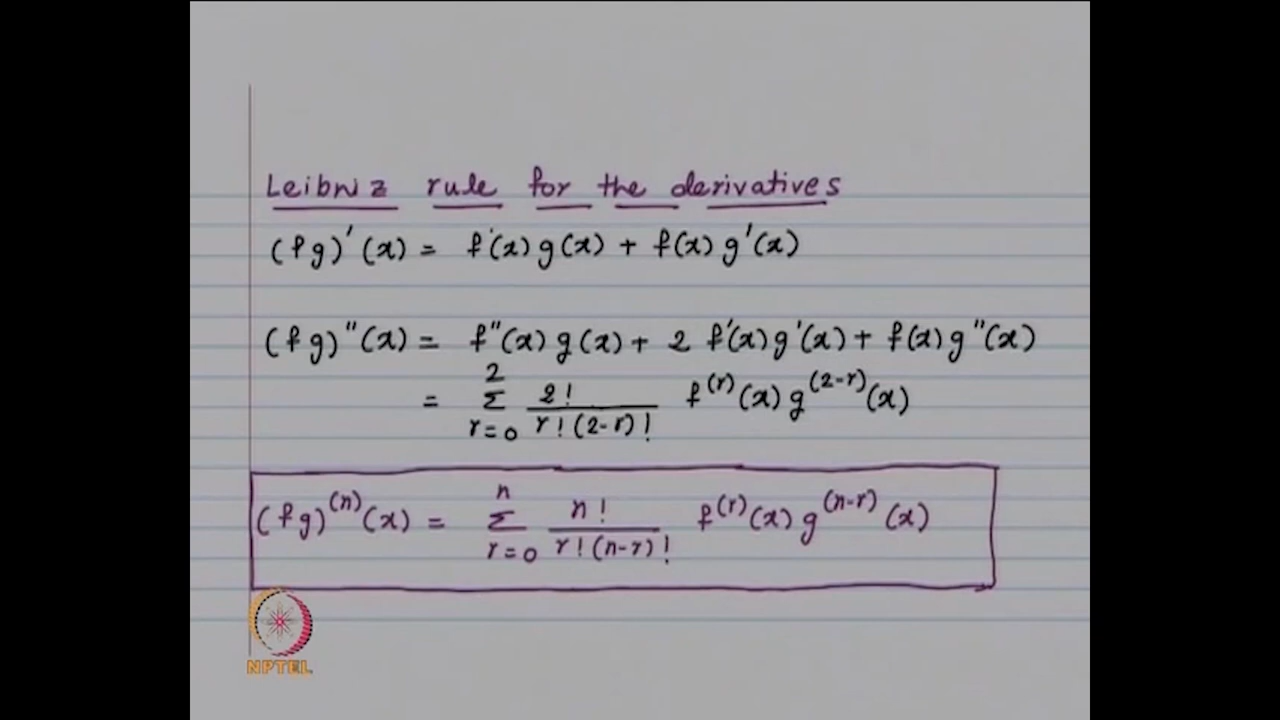 Leibniz rule for the derivatives
(fg)'(x) = f'(x)g(x) + f(x)g'(x)
(fg)''(x) = f''(x)g(x) + 2 f'(x)g'(x) + f(x)g''(x)
= Σ_{r=0}^{2} 2!/(r!(2-r)!) f^{(r)}(x) g^{(2-r)}(x)
(fg)^{(n)}(x) = Σ_{r=0}^{n} n!/(r!(n-r)!) f^{(r)}(x) g^{(n-r)}(x)
NPTEL